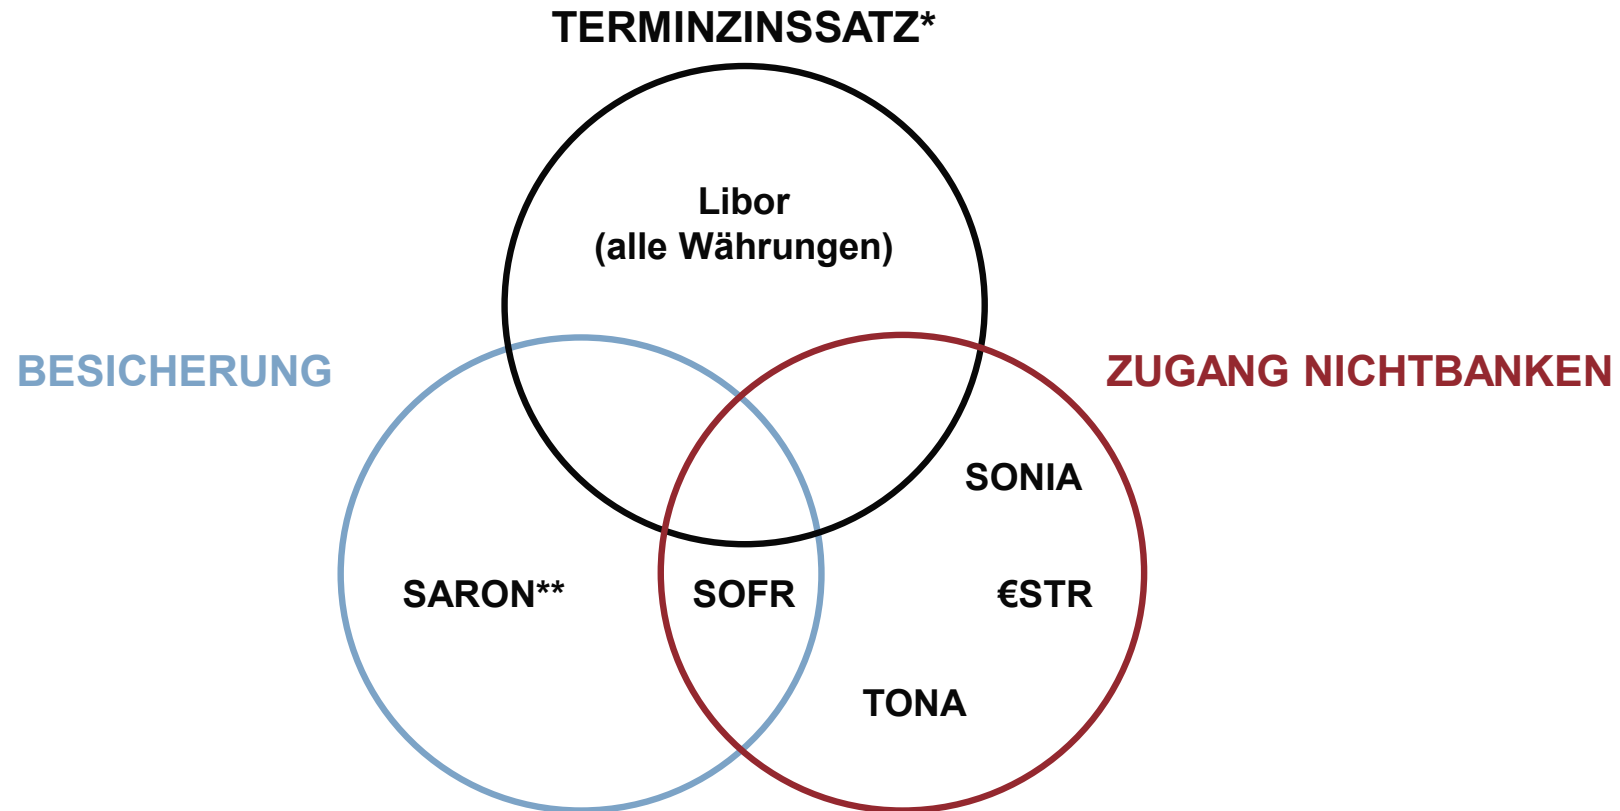 TERMINZINSSATZ*
Libor
(alle Währungen)
BESICHERUNG
ZUGANG NICHTBANKEN
SONIA
SARON**
SOFR
€STR
TONA